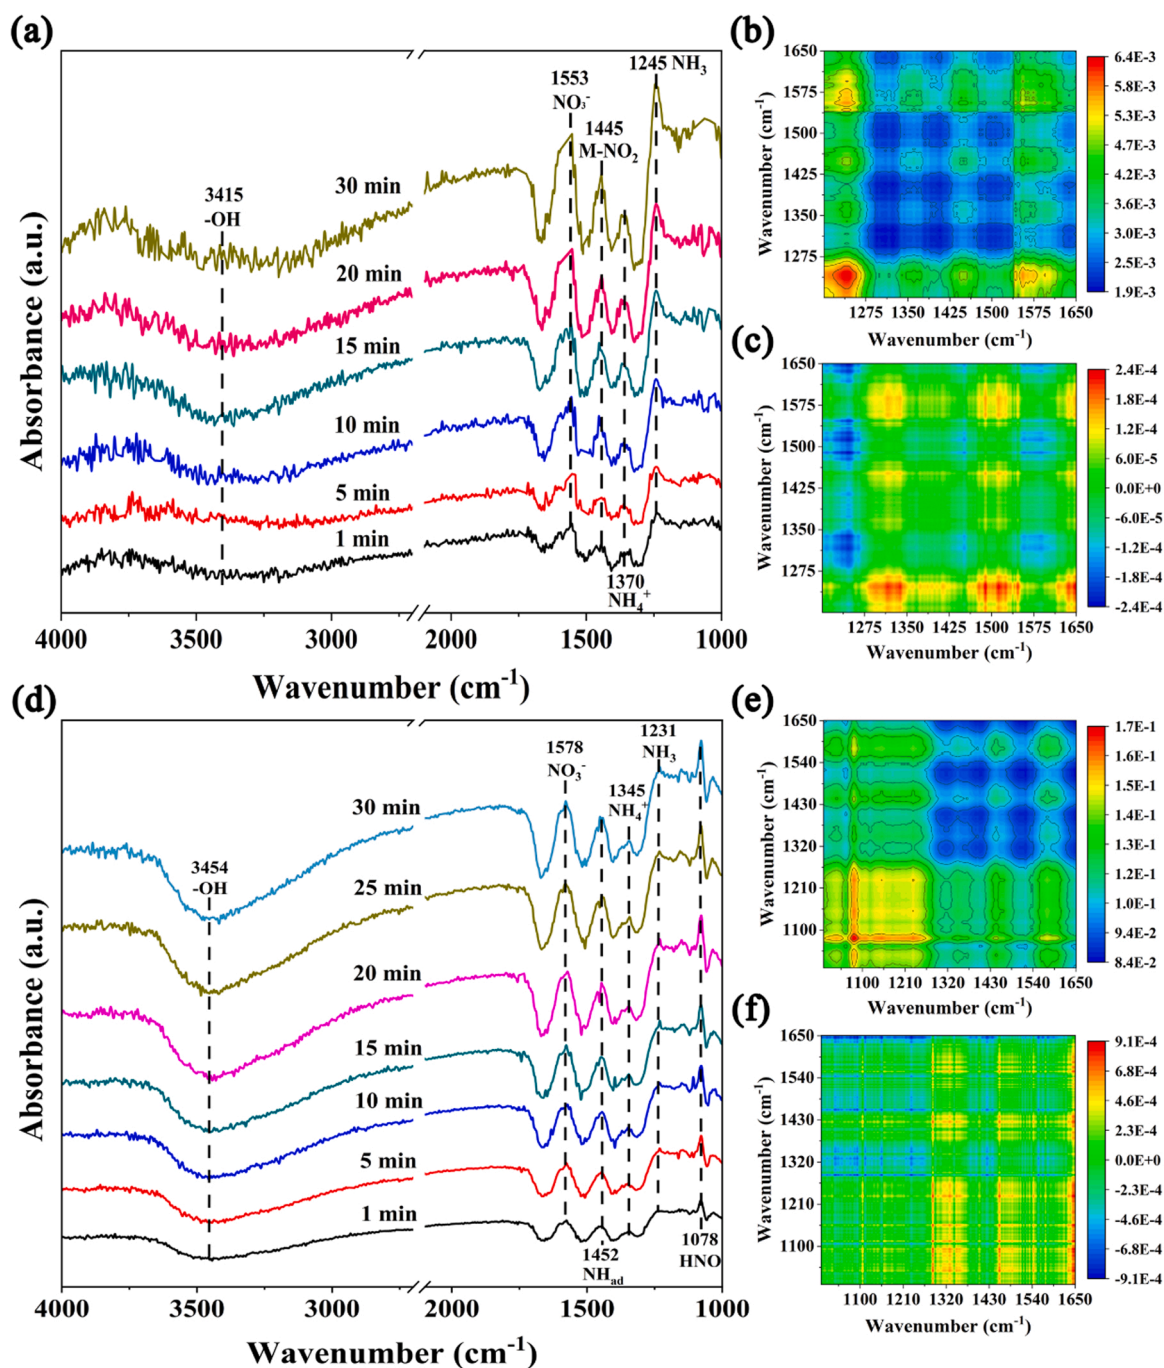 (a)
Absorbance (a.u.)
1553
NO₃⁻
1445
M-NO₂
1245 NH₃
3415
-OH
30 min
20 min
15 min
10 min
5 min
1 min
1370
NH₄⁺
4000 3500 3000 2000 1500 1000
Wavenumber (cm⁻¹)
(b)
Wavenumber (cm⁻¹)
1650
1575
1500
1425
1350
1275
1275 1350 1425 1500 1575 1650
Wavenumber (cm⁻¹)
6.4E-3
5.8E-3
5.3E-3
4.7E-3
4.1E-3
3.6E-3
3.0E-3
2.5E-3
1.9E-3
(c)
Wavenumber (cm⁻¹)
1650
1575
1500
1425
1350
1275
1275 1350 1425 1500 1575 1650
Wavenumber (cm⁻¹)
2.4E-4
1.8E-4
1.2E-4
6.0E-5
0.0E+0
-6.0E-5
-1.2E-4
-1.8E-4
-2.4E-4
(d)
Absorbance (a.u.)
1578
NO₃⁻
1231
NH₃
1345
NH₄⁺
3454
-OH
30 min
25 min
20 min
15 min
10 min
5 min
1 min
1452
NHad
1078
HNO
4000 3500 3000 2000 1500 1000
Wavenumber (cm⁻¹)
(e)
Wavenumber (cm⁻¹)
1650
1540
1430
1320
1210
1100
1100 1210 1320 1430 1540 1650
Wavenumber (cm⁻¹)
1.7E-1
1.5E-1
1.4E-1
1.3E-1
1.2E-1
1.1E-1
1.0E-1
9.4E-2
8.4E-2
(f)
Wavenumber (cm⁻¹)
1650
1540
1430
1320
1210
1100
1100 1210 1320 1430 1540 1650
Wavenumber (cm⁻¹)
9.1E-4
6.8E-4
4.6E-4
2.3E-4
0.0E+0
-2.3E-4
-4.6E-4
-6.8E-4
-9.1E-4